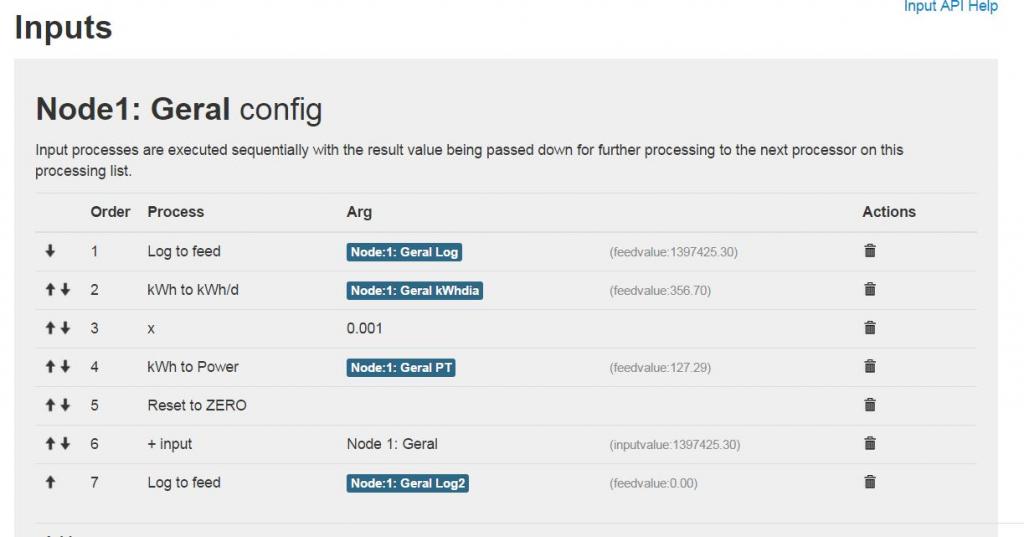 Input API Help
Inputs
Node1: Geral config
Input processes are executed sequentially with the result value being passed down for further processing to the next processor on this
processing list.
Order Process Arg Actions
1 Log to feed Node:1: Geral Log (feedvalue:1397425.30)
2 kWh to kWh/d Node:1: Geral kWhdia (feedvalue:356.70)
3 x 0.001
4 kWh to Power Node:1: Geral PT (feedvalue:127.29)
5 Reset to ZERO
6 + input Node 1: Geral (inputvalue:1397425.30)
7 Log to feed Node:1: Geral Log2 (feedvalue:0.00)